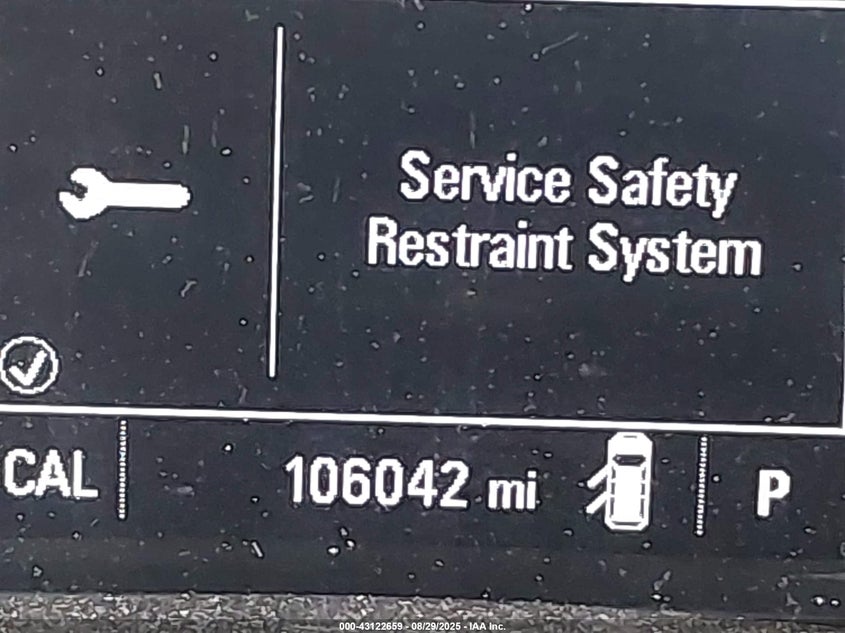 Service Safety
Restraint System
CAL 106042 mi P
000-43122659 - 08/29/2025 - IAA Inc.